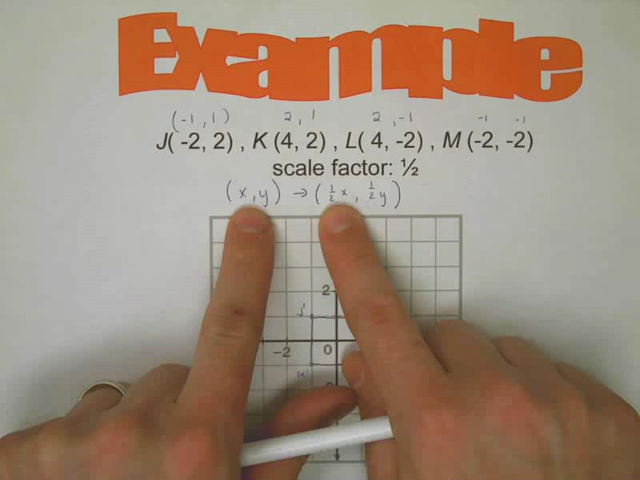 Example
(-1, 1) 2, 1 2, -1 -1 -1
J( -2, 2) , K (4, 2) , L( 4, -2) , M (-2, -2)
scale factor: ½
(x, y) → (½x, ½y)
2
J'
-2 0
M'